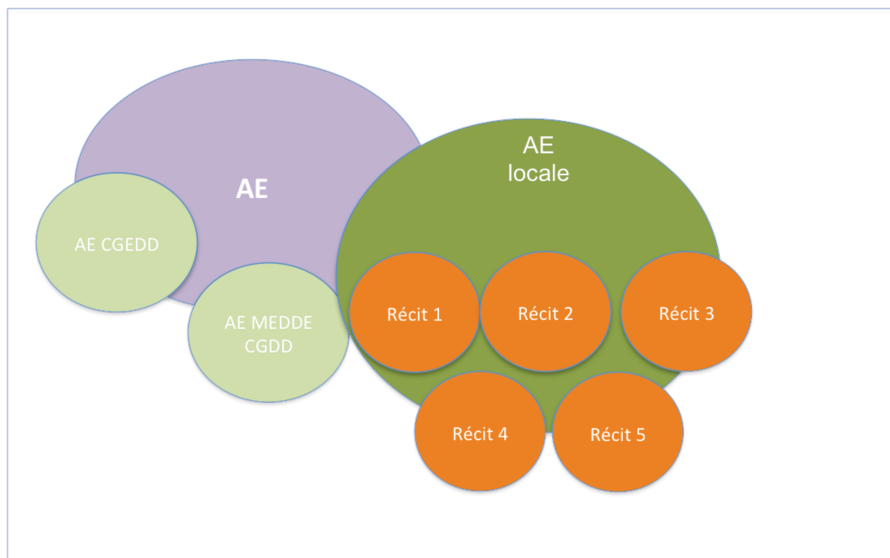 AE
locale
AE
AE CGEDD
AE MEDDE
CGDD
Récit 1
Récit 2
Récit 3
Récit 4
Récit 5